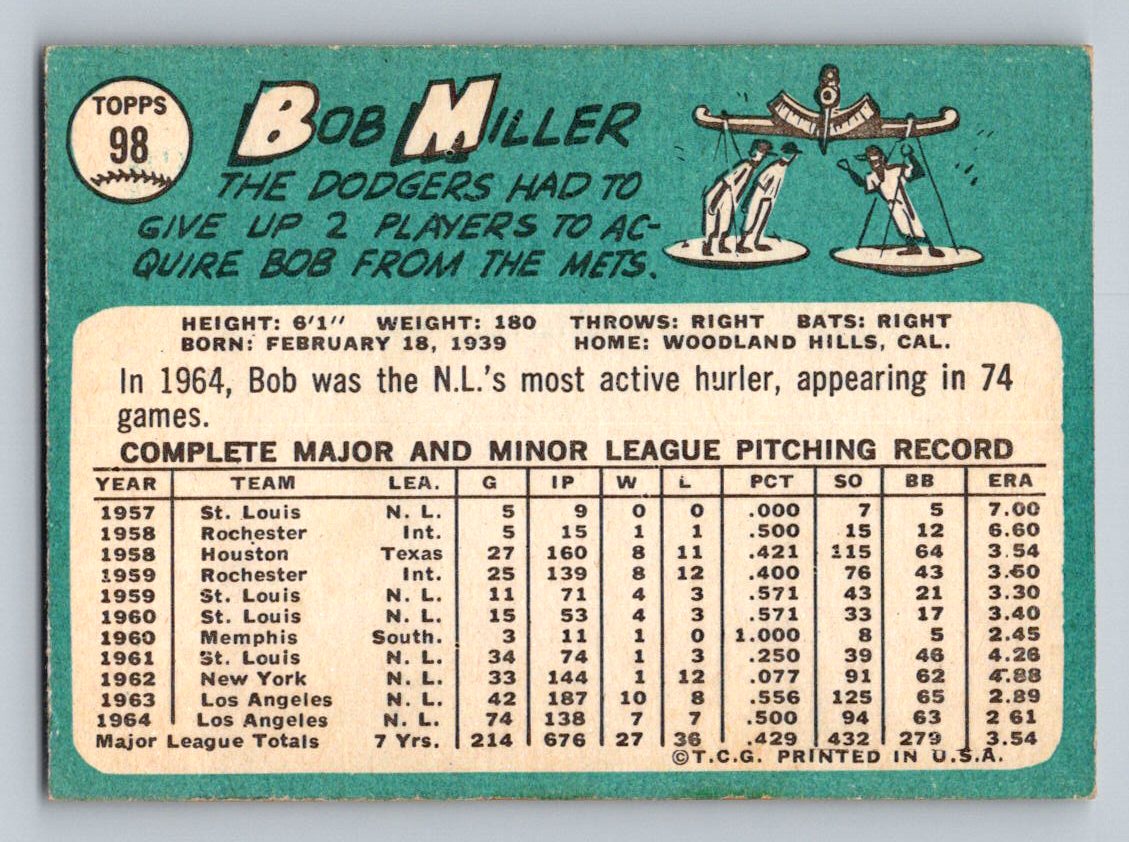 TOPPS
98
BOB MILLER
THE DODGERS HAD TO
GIVE UP 2 PLAYERS TO AC-
QUIRE BOB FROM THE METS.
HEIGHT: 6'1" WEIGHT: 180 THROWS: RIGHT BATS: RIGHT
BORN: FEBRUARY 18, 1939 HOME: WOODLAND HILLS, CAL.
In 1964, Bob was the N.L.'s most active hurler, appearing in 74
games.
COMPLETE MAJOR AND MINOR LEAGUE PITCHING RECORD
YEAR TEAM LEA. G IP W L PCT SO BB ERA
1957 St. Louis N. L. 5 9 0 0 .000 7 5 7.00
1958 Rochester Int. 5 15 1 1 .500 15 12 6.60
1958 Houston Texas 27 160 8 11 .421 115 64 3.54
1959 Rochester Int. 25 139 8 12 .400 76 43 3.50
1959 St. Louis N. L. 11 71 4 3 .571 43 21 3.30
1960 St. Louis N. L. 15 53 4 3 .571 33 17 3.40
1960 Memphis South. 3 11 1 0 1.000 8 5 2.45
1961 St. Louis N. L. 34 74 1 3 .250 39 46 4.26
1962 New York N. L. 33 144 1 12 .077 91 62 4.88
1963 Los Angeles N. L. 42 187 10 8 .556 125 65 2.89
1964 Los Angeles N. L. 74 138 7 7 .500 94 63 2 61
Major League Totals 7 Yrs. 214 676 27 36 .429 432 279 3.54
©T.C.G. PRINTED IN U.S.A.